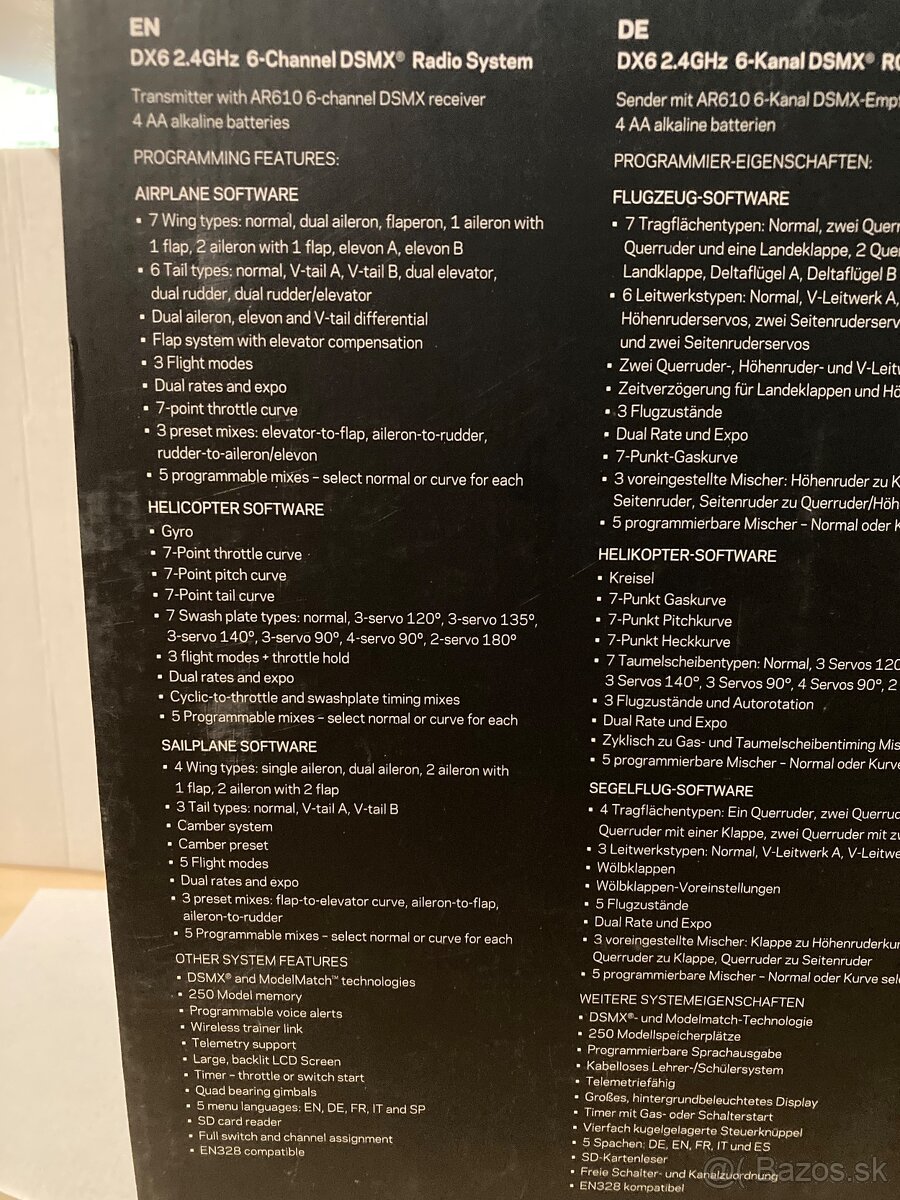 EN
DX6 2.4GHz 6-Channel DSMX® Radio System
Transmitter with AR610 6-channel DSMX receiver
4 AA alkaline batteries
PROGRAMMING FEATURES:
AIRPLANE SOFTWARE
• 7 Wing types: normal, dual aileron, flaperon, 1 aileron with
1 flap, 2 aileron with 1 flap, elevon A, elevon B
• 6 Tail types: normal, V-tail A, V-tail B, dual elevator,
dual rudder, dual rudder/elevator
• Dual aileron, elevon and V-tail differential
• Flap system with elevator compensation
• 3 Flight modes
• Dual rates and expo
• 7-point throttle curve
• 3 preset mixes: elevator-to-flap, aileron-to-rudder,
rudder-to-aileron/elevon
• 5 programmable mixes – select normal or curve for each
HELICOPTER SOFTWARE
• Gyro
• 7-Point throttle curve
• 7-Point pitch curve
• 7-Point tail curve
• 7 Swash plate types: normal, 3-servo 120º, 3-servo 135º,
3-servo 140º, 3-servo 90º, 4-servo 90º, 2-servo 180º
• 3 flight modes + throttle hold
• Dual rates and expo
• Cyclic-to-throttle and swashplate timing mixes
• 5 Programmable mixes – select normal or curve for each
SAILPLANE SOFTWARE
• 4 Wing types: single aileron, dual aileron, 2 aileron with
1 flap, 2 aileron with 2 flap
• 3 Tail types: normal, V-tail A, V-tail B
• Camber system
• Camber preset
• 5 Flight modes
• Dual rates and expo
• 3 preset mixes: flap-to-elevator curve, aileron-to-flap,
aileron-to-rudder
• 5 Programmable mixes – select normal or curve for each
OTHER SYSTEM FEATURES
• DSMX® and ModelMatch™ technologies
• 250 Model memory
• Programmable voice alerts
• Wireless trainer link
• Telemetry support
• Large, backlit LCD Screen
• Timer – throttle or switch start
• Quad bearing gimbals
• 5 menu languages: EN, DE, FR, IT and SP
• SD card reader
• Full switch and channel assignment
• EN328 compatible
DE
DX6 2.4GHz 6-Kanal DSMX®
Sender mit AR610 6-Kanal DSMX-Empf
4 AA alkaline batterien
PROGRAMMIER-EIGENSCHAFTEN:
FLUGZEUG-SOFTWARE
• 7 Tragflächentypen: Normal, zwei Querr
Querruder und eine Landeklappe, 2 Que
Landklappe, Deltaflügel A, Deltaflügel B
• 6 Leitwerkstypen: Normal, V-Leitwerk A,
Höhenruderservos, zwei Seitenruderserv
und zwei Seitenruderservos
• Zwei Querruder-, Höhenruder- und V-Leitw
• Zeitverzögerung für Landeklappen und Hö
• 3 Flugzustände
• Dual Rate und Expo
• 7-Punkt-Gaskurve
• 3 voreingestellte Mischer: Höhenruder zu K
Seitenruder, Seitenruder zu Querruder/Höh
• 5 programmierbare Mischer – Normal oder K
HELIKOPTER-SOFTWARE
• Kreisel
• 7-Punkt Gaskurve
• 7-Punkt Pitchkurve
• 7-Punkt Heckkurve
• 7 Taumelscheibentypen: Normal, 3 Servos 120
3 Servos 140º, 3 Servos 90º, 4 Servos 90º, 2
• 3 Flugzustände und Autorotation
• Dual Rate und Expo
• Zyklisch zu Gas- und Taumelscheibentiming Mis
• 5 programmierbare Mischer – Normal oder Kurve
SEGELFLUG-SOFTWARE
• 4 Tragflächentypen: Ein Querruder, zwei Querrud
Querruder mit einer Klappe, zwei Querruder mit zw
• 3 Leitwerkstypen: Normal, V-Leitwerk A, V-Leitwe
• Wölbklappen
• Wölbklappen-Voreinstellungen
• 5 Flugzustände
• Dual Rate und Expo
• 3 voreingestellte Mischer: Klappe zu Höhenruderkur
Querruder zu Klappe, Querruder zu Seitenruder
• 5 programmierbare Mischer – Normal oder Kurve sel
WEITERE SYSTEMEIGENSCHAFTEN
• DSMX®- und Modelmatch-Technologie
• 250 Modellspeicherplätze
• Programmierbare Sprachausgabe
• Kabelloses Lehrer-/Schülersystem
• Telemetriefähig
• Großes, hintergrundbeleuchtetes Display
• Timer mit Gas- oder Schalterstart
• Vierfach kugelgelagerte Steuerknüppel
• 5 Spachen: DE, EN, FR, IT und ES
• SD-Kartenleser
• Freie Schalter- und Kanalzuordnung
• EN328 kompatibel
Bazos.sk